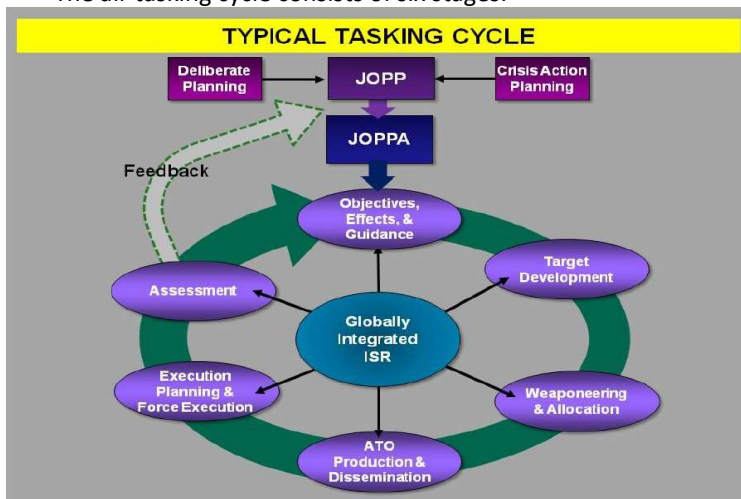 TYPICAL TASKING CYCLE
Deliberate
Planning
JOPP
Crisis Action
Planning
JOPPA
Feedback
Objectives,
Effects, &
Guidance
Target
Development
Assessment
Globally
Integrated
ISR
Execution
Planning &
Force Execution
Weaponeering
& Allocation
ATO
Production &
Dissemination